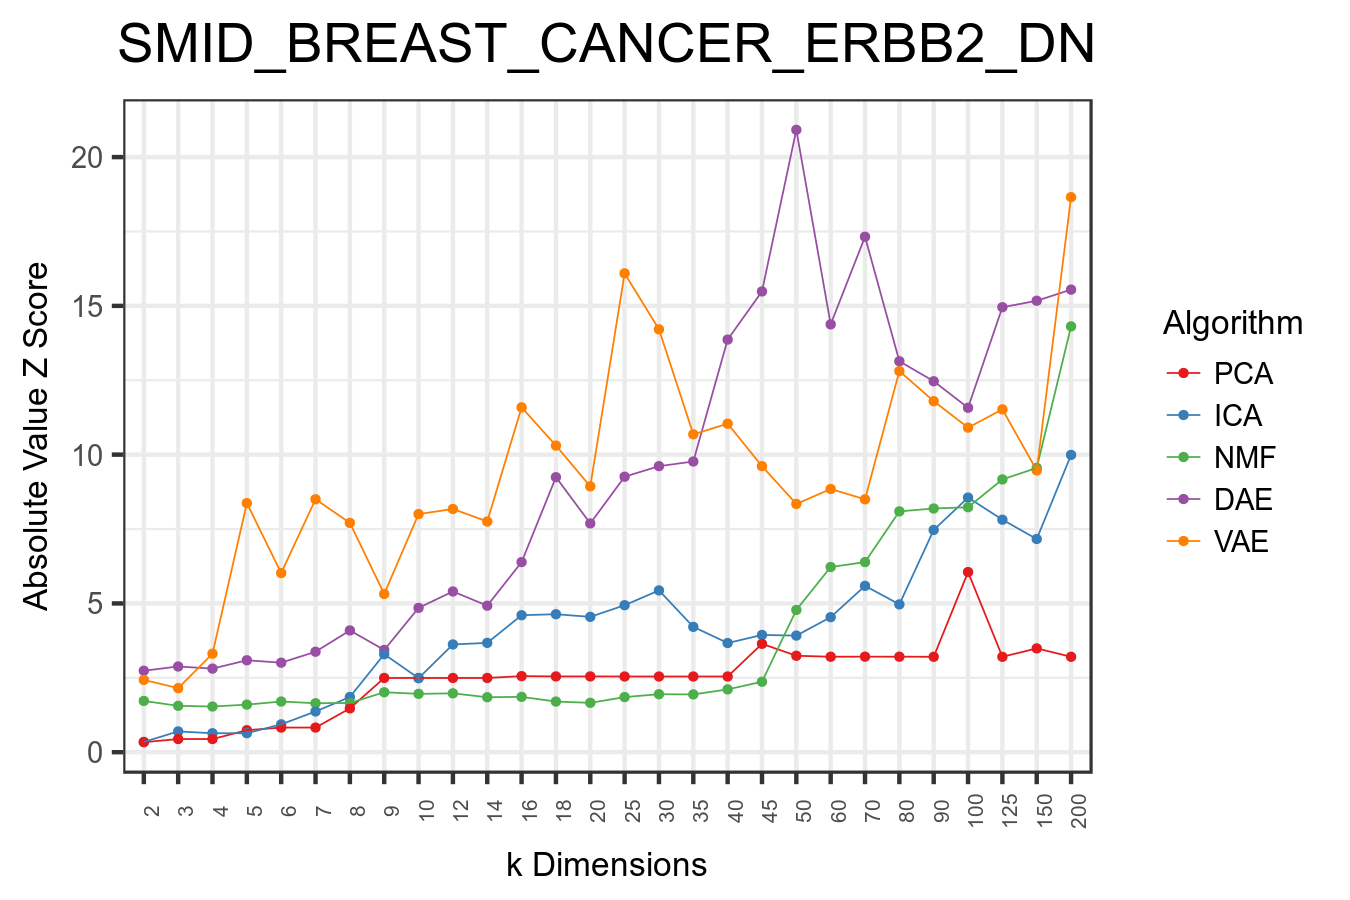 SMID_BREAST_CANCER_ERBB2_DN
Absolute Value Z Score
20
15
10
5
0
2 3 4 5 6 7 8 9 10 12 14 16 18 20 25 30 35 40 45 50 60 70 80 90 100 125 150 200
k Dimensions
Algorithm
PCA
ICA
NMF
DAE
VAE